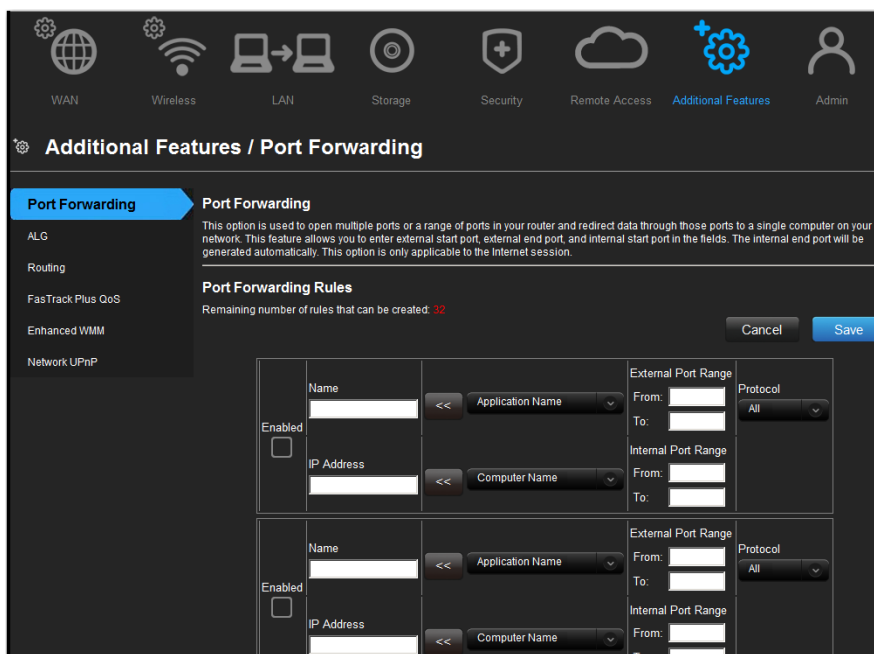 WAN Wireless LAN Storage Security Remote Access Additional Features Admin
Additional Features / Port Forwarding
Port Forwarding
ALG
Routing
FasTrack Plus QoS
Enhanced WMM
Network UPnP
Port Forwarding
This option is used to open multiple ports or a range of ports in your router and redirect data through those ports to a single computer on your
network. This feature allows you to enter external start port, external end port, and internal start port in the fields. The internal end port will be
generated automatically. This option is only applicable to the Internet session.
Port Forwarding Rules
Remaining number of rules that can be created: 32
Cancel Save
Enabled
Name
<< Application Name
External Port Range
From:
To:
Protocol
All
IP Address
<< Computer Name
Internal Port Range
From:
To:
Enabled
Name
<< Application Name
External Port Range
From:
To:
Protocol
All
IP Address
<< Computer Name
Internal Port Range
From: